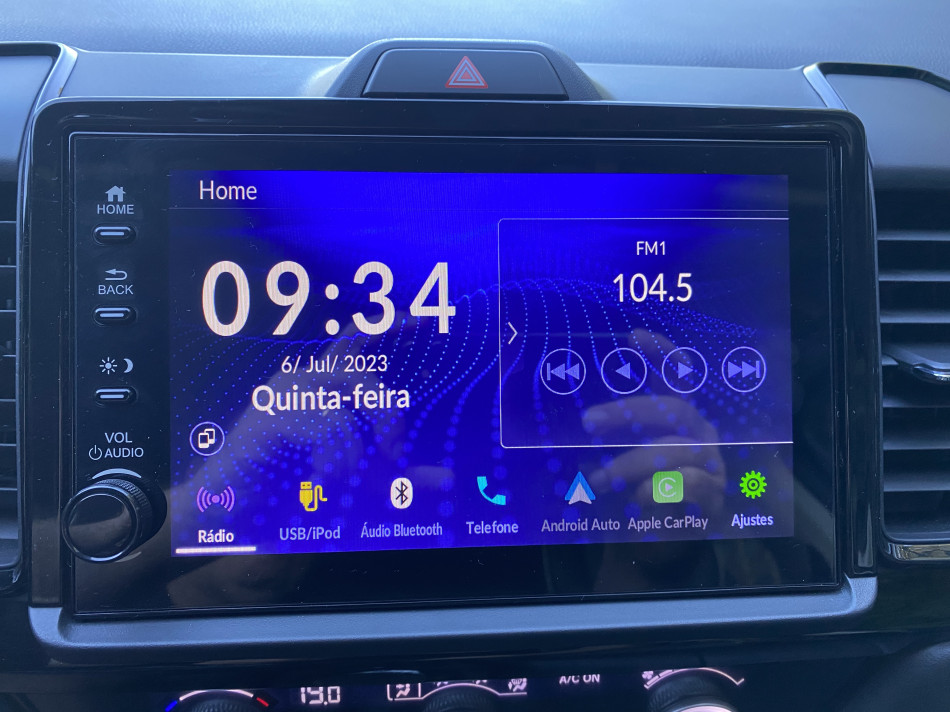 Home
HOME
BACK
VOL
AUDIO
09:34
6/ Jul/ 2023
Quinta-feira
FM1
104.5
Rádio
USB/iPod
Áudio Bluetooth
Telefone
Android Auto
Apple CarPlay
Ajustes
19.0
A/C ON